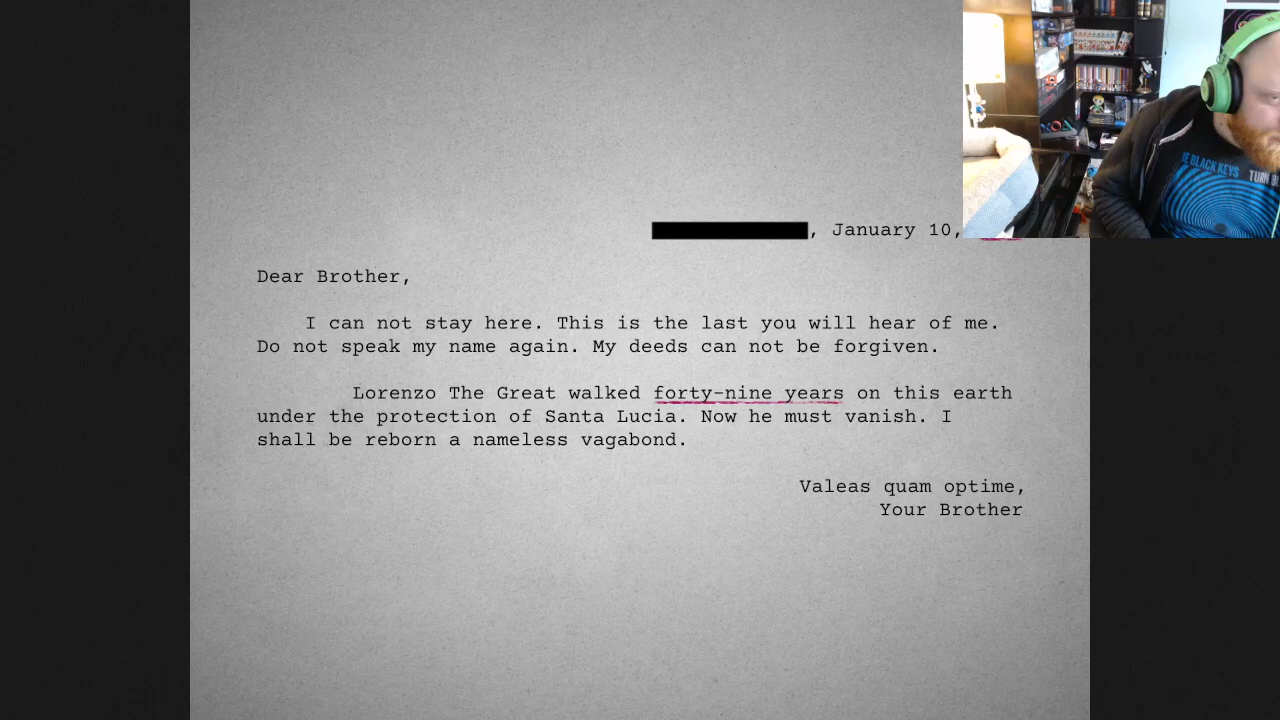 , January 10,
Dear Brother,
I can not stay here. This is the last you will hear of me.
Do not speak my name again. My deeds can not be forgiven.
Lorenzo The Great walked forty-nine years on this earth
under the protection of Santa Lucia. Now he must vanish. I
shall be reborn a nameless vagabond.
Valeas quam optime,
Your Brother
BLACK KEYS
TURN